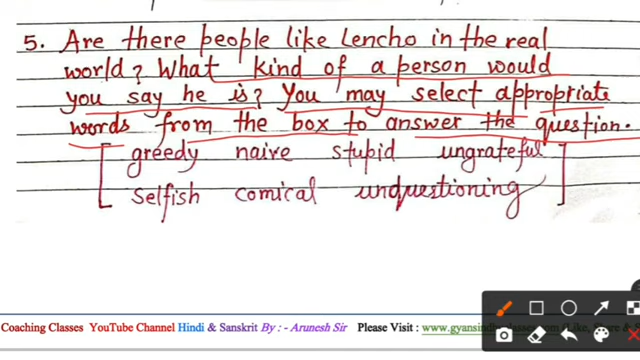 5. Are there people like Lencho in the real
world? What kind of a person would
you say he is? You may select appropriate
words from the box to answer the question.
[ greedy naive stupid ungrateful
selfish comical unquestioning ]
Coaching Classes YouTube Channel Hindi & Sanskrit By : - Arunesh Sir Please Visit : www.gyansindhu